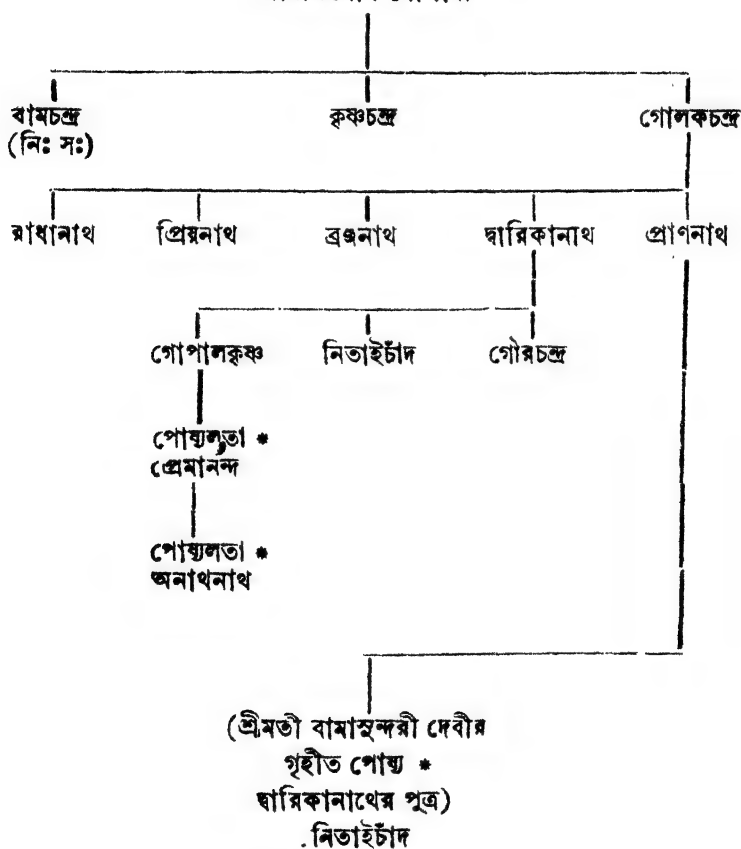 বামচন্দ্র কৃষ্ণচন্দ্র গোলকচন্দ্র
(নিঃ সঃ)
রাধানাথ প্রিয়নাথ ব্রজনাথ দ্বারিকানাথ প্রাণনাথ
গোপালকৃষ্ণ নিতাইচাঁদ গৌরচন্দ্র
পোষ্যলতা *
প্রেমানন্দ
পোষ্যলতা *
অনাথনাথ
(শ্রীমতী বামাসুন্দরী দেবীর
গৃহীত পোষ্য *
দ্বারিকানাথের পুত্র)
নিতাইচাঁদ